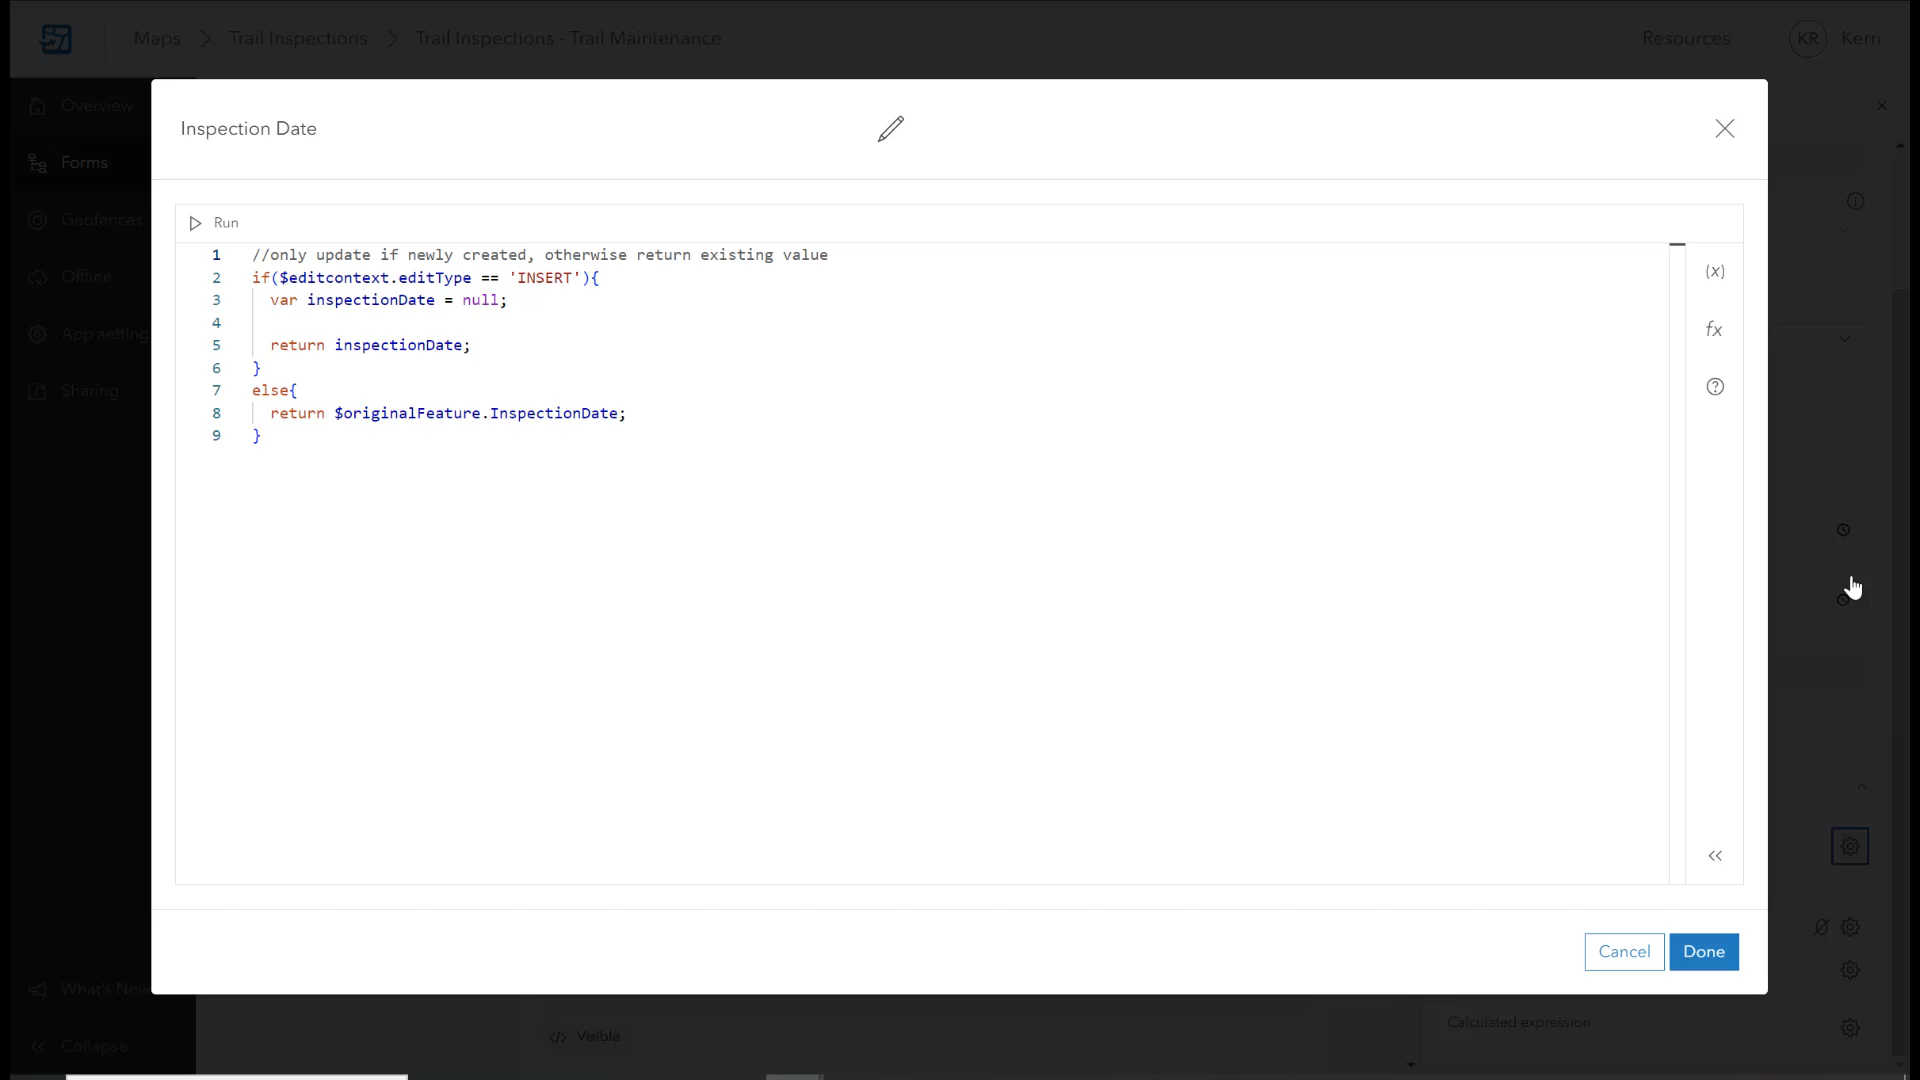 Maps > Trail Inspections > Trail Inspections - Trail Maintenance
Resources
KR Kerri
Overview
Forms
Geofences
Offline
App setting
Sharing
What's New
Collapse
Inspection Date
Run
1 //only update if newly created, otherwise return existing value
2 if($editcontext.editType == 'INSERT'){
3 var inspectionDate = null;
4
5 return inspectionDate;
6 }
7 else{
8 return $originalFeature.InspectionDate;
9 }
(x)
fx
Cancel
Done
</> Visible
Calculated expression